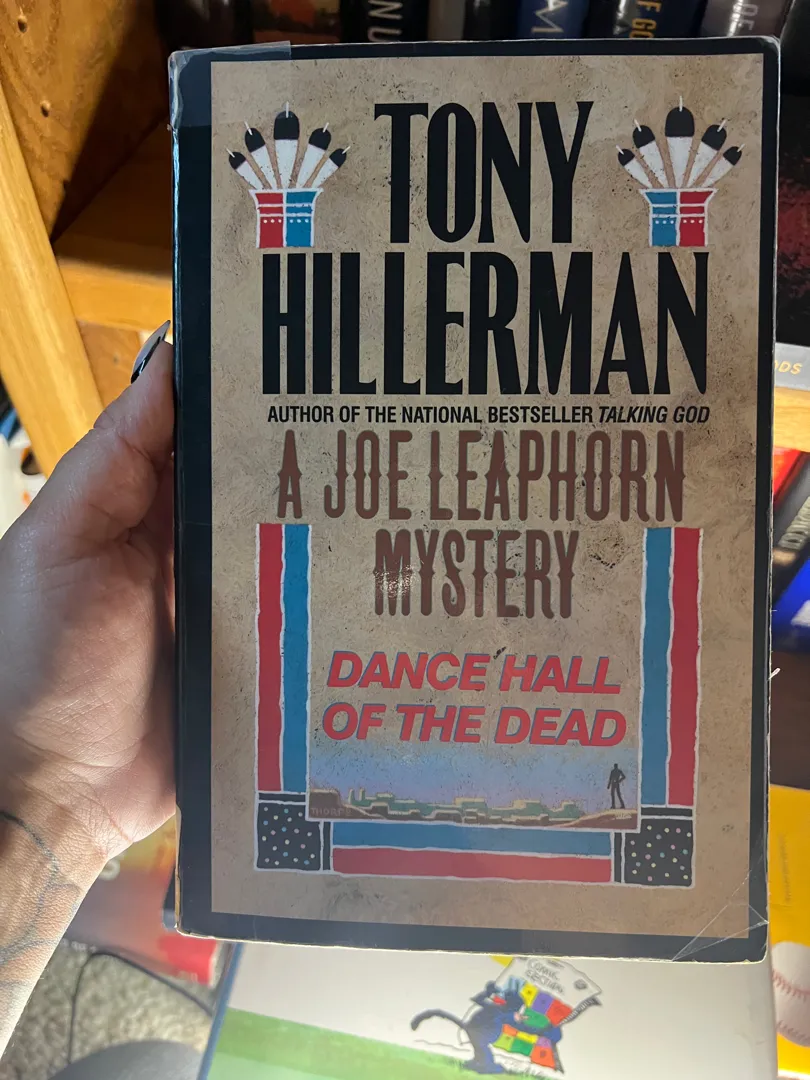 TONY
HILLERMAN
AUTHOR OF THE NATIONAL BESTSELLER TALKING GOD
A JOE LEAPHORN
MYSTERY
DANCE HALL
OF THE DEAD